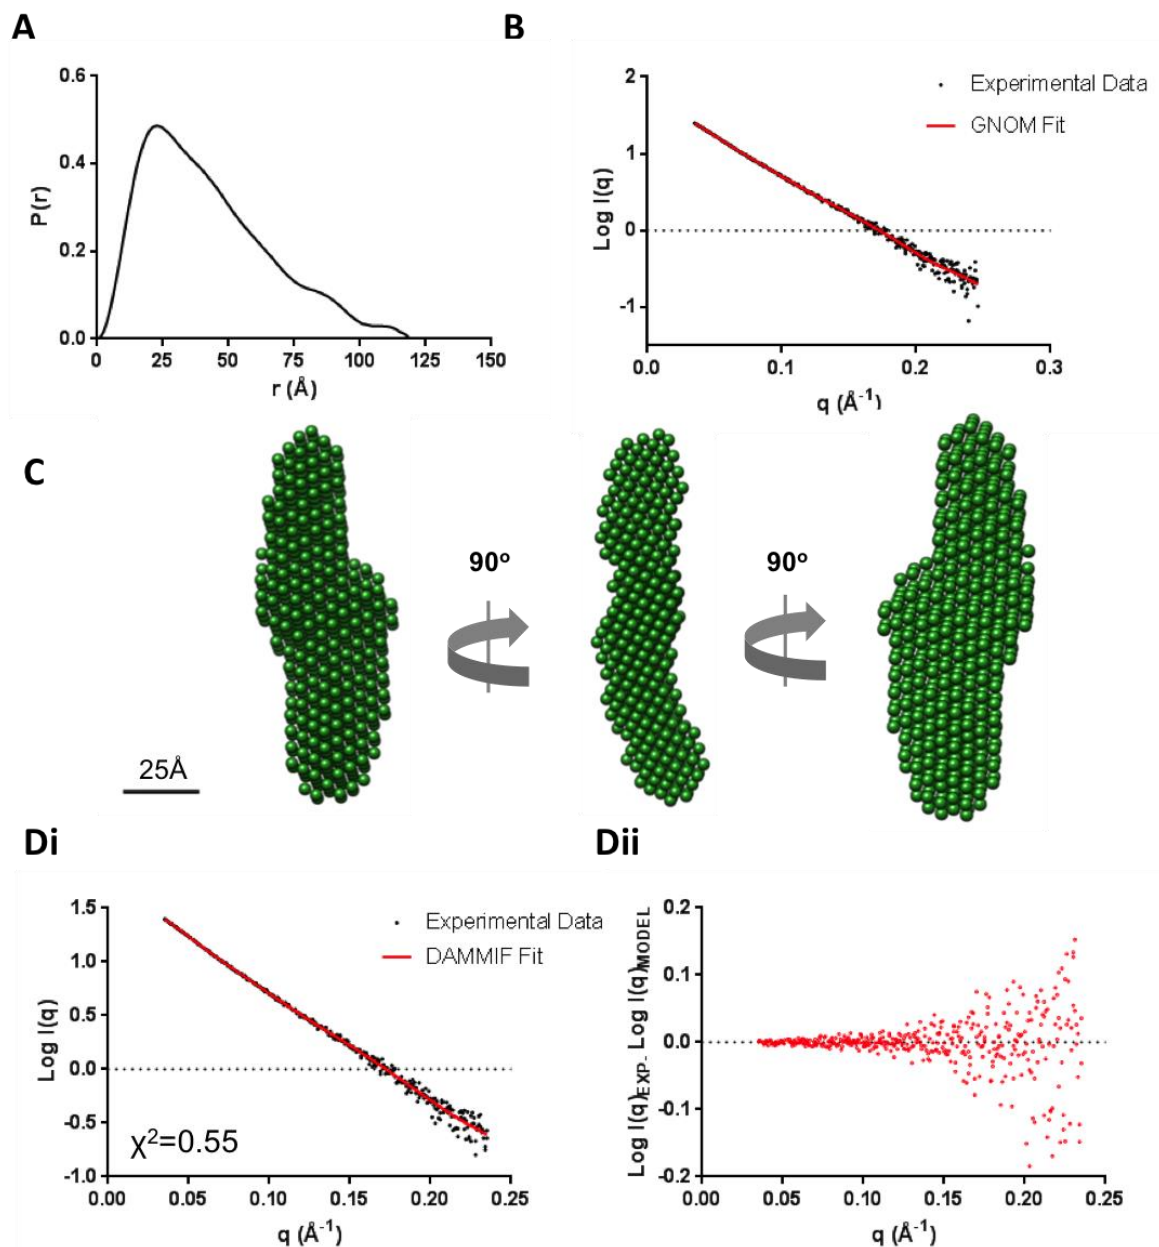 A
B
0.6
0.4
0.2
0.0
P(r)
0 25 50 75 100 125 150
r (Å)
2
1
0
-1
Log I(q)
Experimental Data
GNOM Fit
0.0 0.1 0.2 0.3
q (Å⁻¹)
C
90º
90º
25Å
Di
Dii
1.5
1.0
0.5
0.0
-0.5
-1.0
Log I(q)
Experimental Data
DAMMIF Fit
χ²=0.55
0.00 0.05 0.10 0.15 0.20 0.25
q (Å⁻¹)
0.2
0.1
0.0
-0.1
-0.2
Log I(q)EXP - Log I(q)MODEL
0.00 0.05 0.10 0.15 0.20 0.25
q (Å⁻¹)